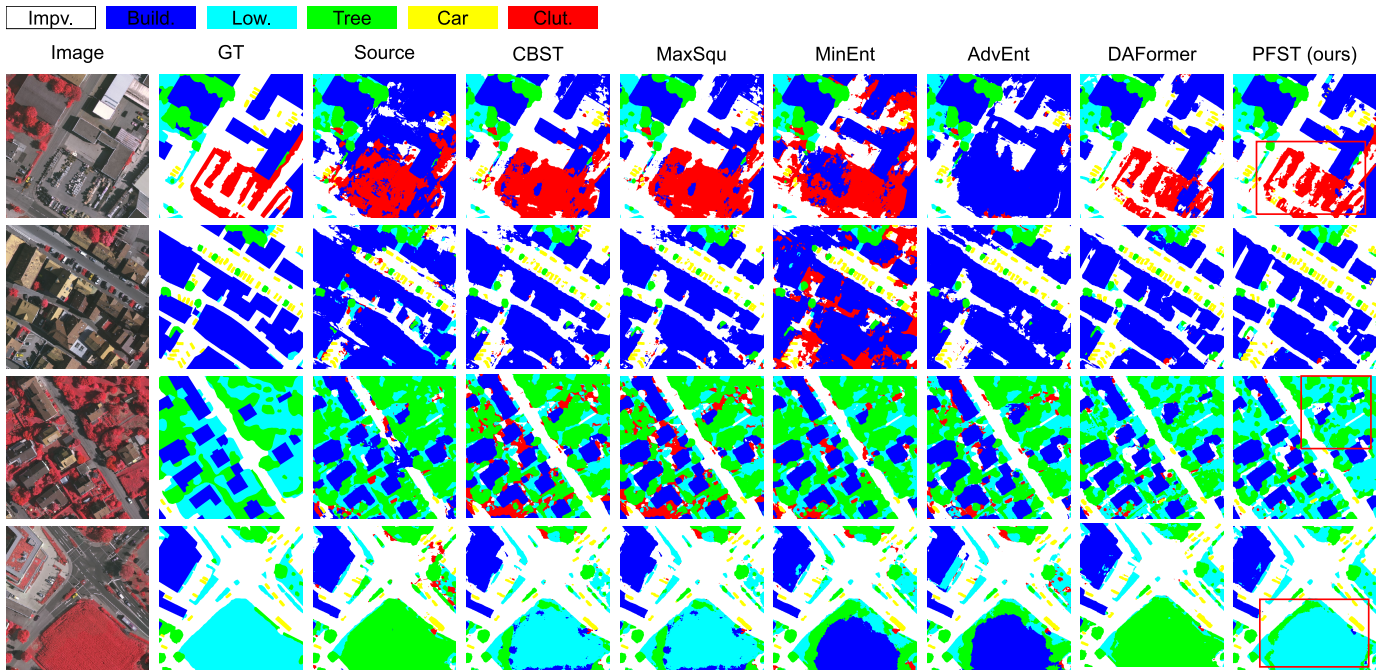 Impv. Build. Low. Tree Car Clut.
Image GT Source CBST MaxSqu MinEnt AdvEnt DAFormer PFST (ours)